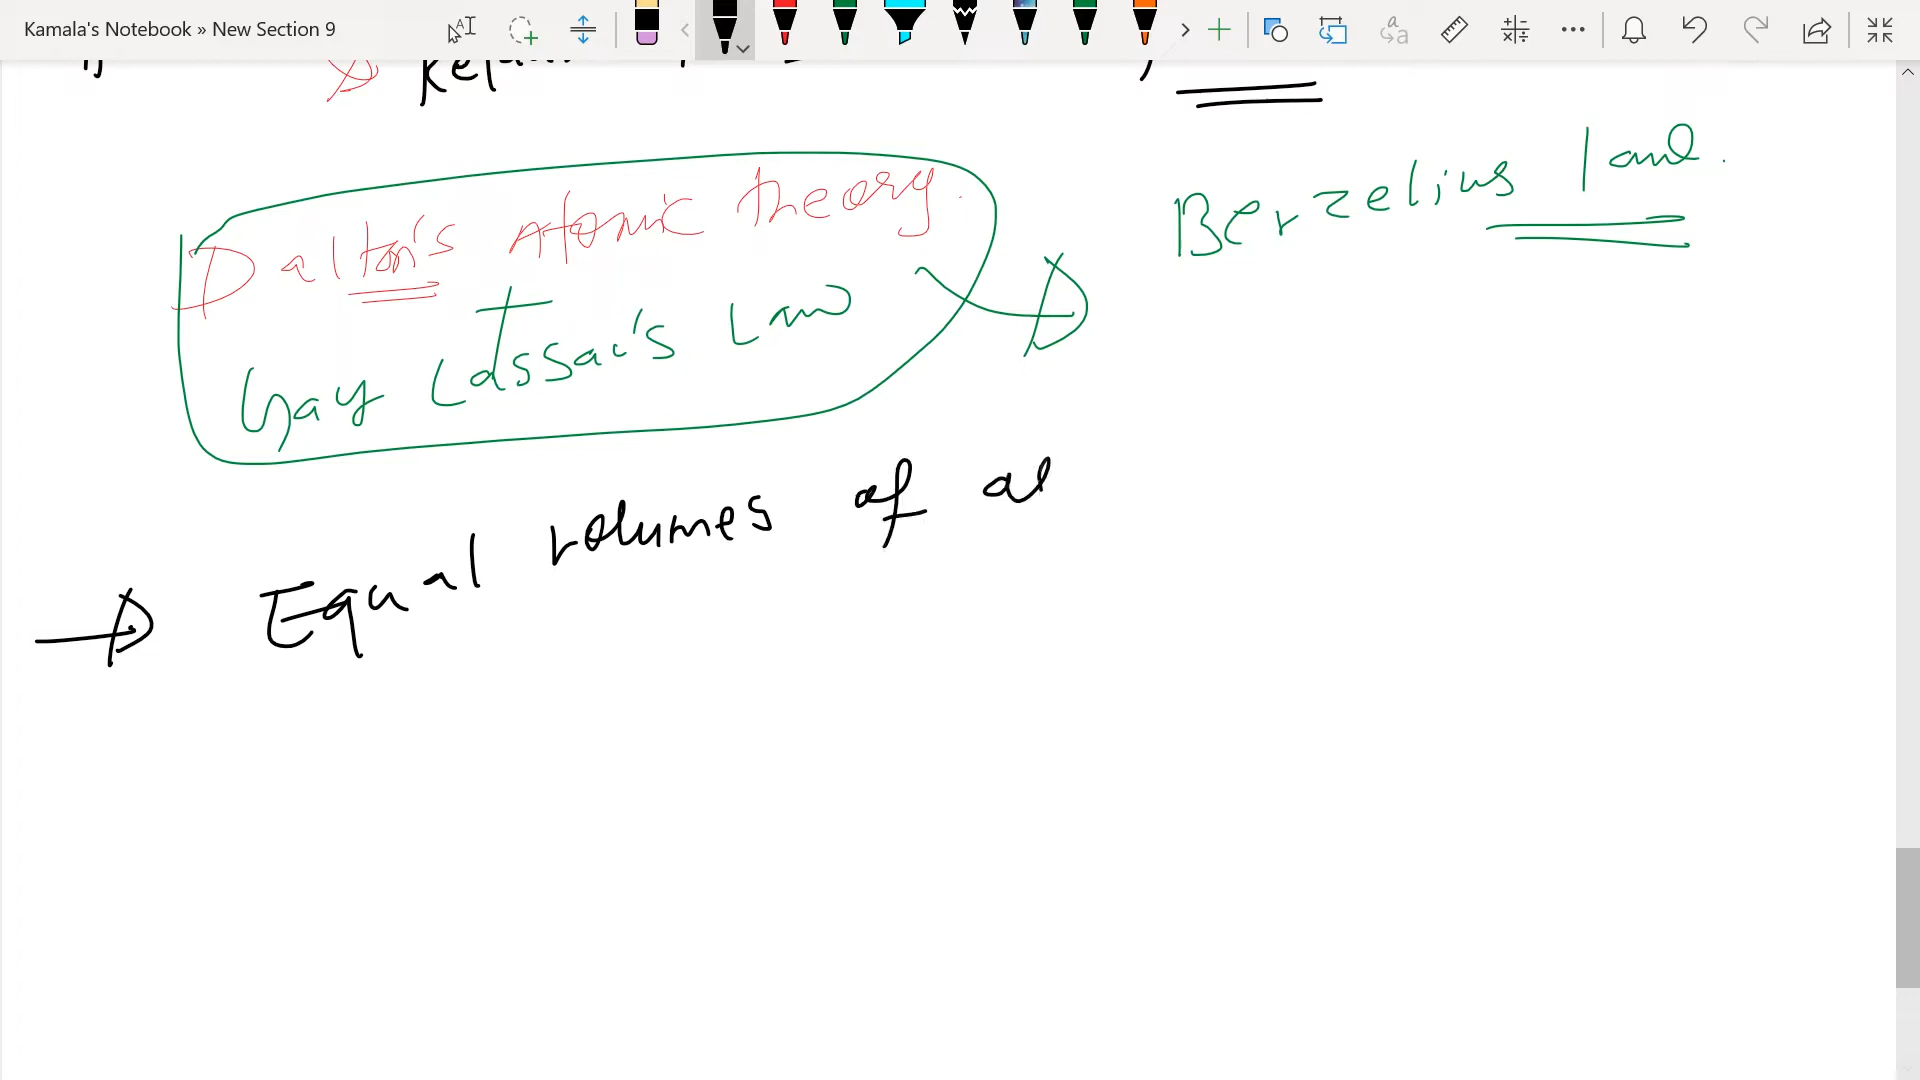 Kamala's Notebook » New Section 9
Dalton's Atomic theory.
Gay Lussac's Law
Berzelius law.
Equal volumes of al